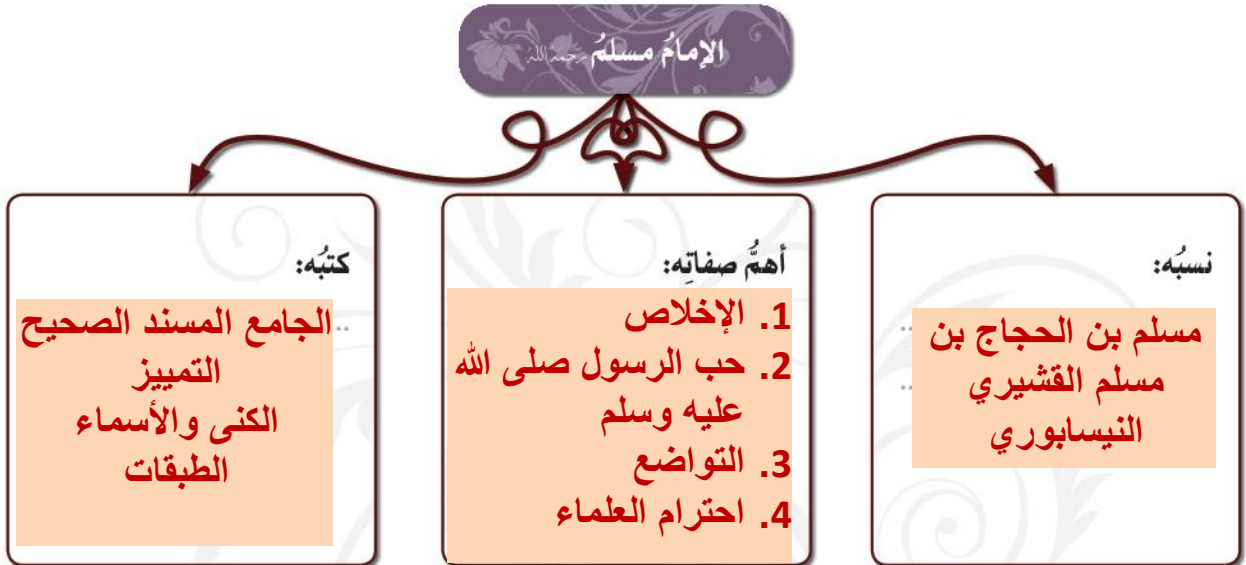 الإمامُ مسلمُ رحمهُ اللهُ
نسبُه:
مسلم بن الحجاج بن
مسلم القشيري
النيسابوري
أهمُّ صفاتِه:
1. الإخلاص
2. حب الرسول صلى الله
عليه وسلم
3. التواضع
4. احترام العلماء
كتبُه:
الجامع المسند الصحيح
التمييز
الكنى والأسماء
الطبقات